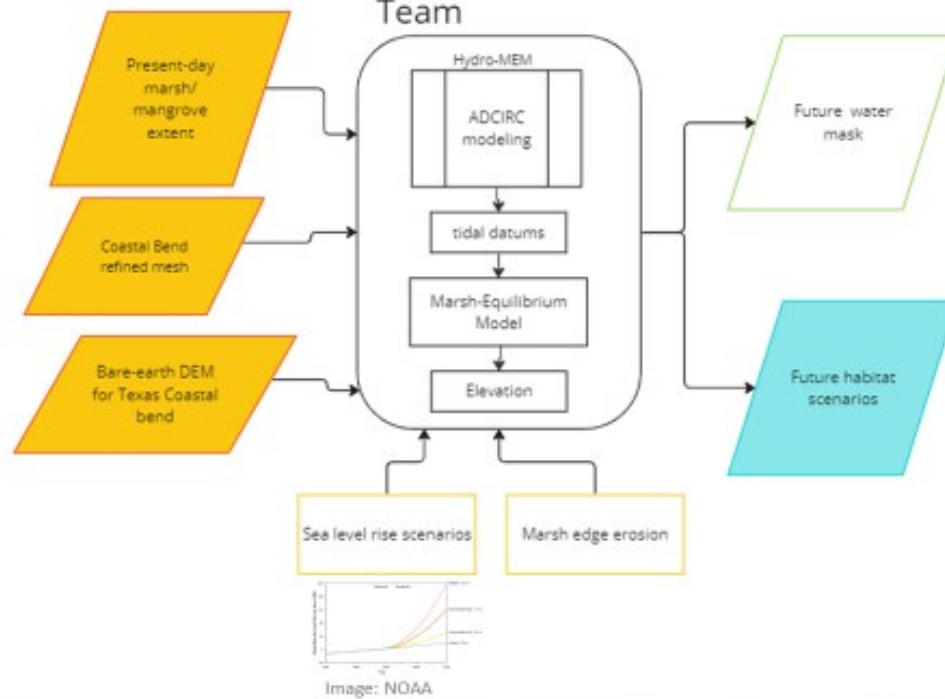 Team
Present-day
marsh/
mangrove
extent
Coastal Bend
refined mesh
Bare-earth DEM
for Texas Coastal
bend
Hydro-MEM
ADCIRC
modeling
tidal datums
Marsh-Equilibrium
Model
Elevation
Future water
mask
Future habitat
scenarios
Sea level rise scenarios
Marsh edge erosion
Image: NOAA